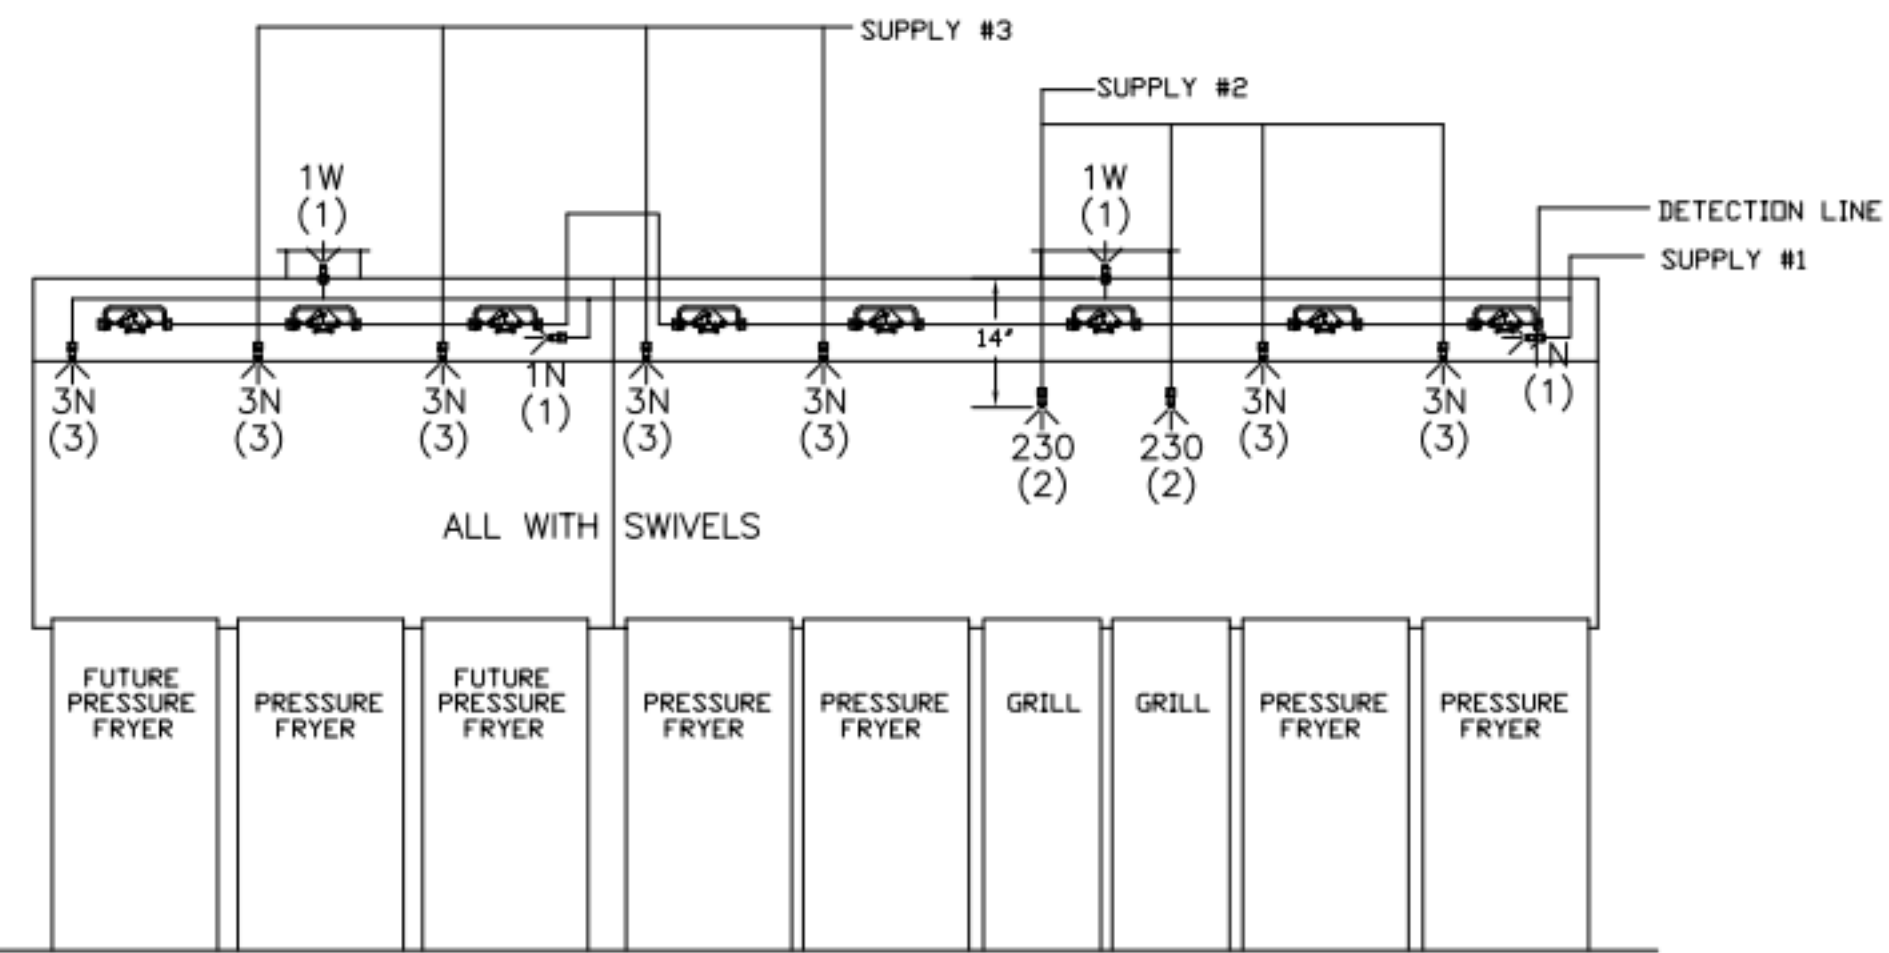 SUPPLY #3
SUPPLY #2
1W
(1)
1W
(1)
DETECTION LINE
SUPPLY #1
14"
3N
(3)
3N
(3)
3N
(3)
1N
(1)
3N
(3)
3N
(3)
230
(2)
230
(2)
3N
(3)
3N
(3)
1N
(1)
ALL WITH SWIVELS
FUTURE
PRESSURE
FRYER
PRESSURE
FRYER
FUTURE
PRESSURE
FRYER
PRESSURE
FRYER
PRESSURE
FRYER
GRILL
GRILL
PRESSURE
FRYER
PRESSURE
FRYER